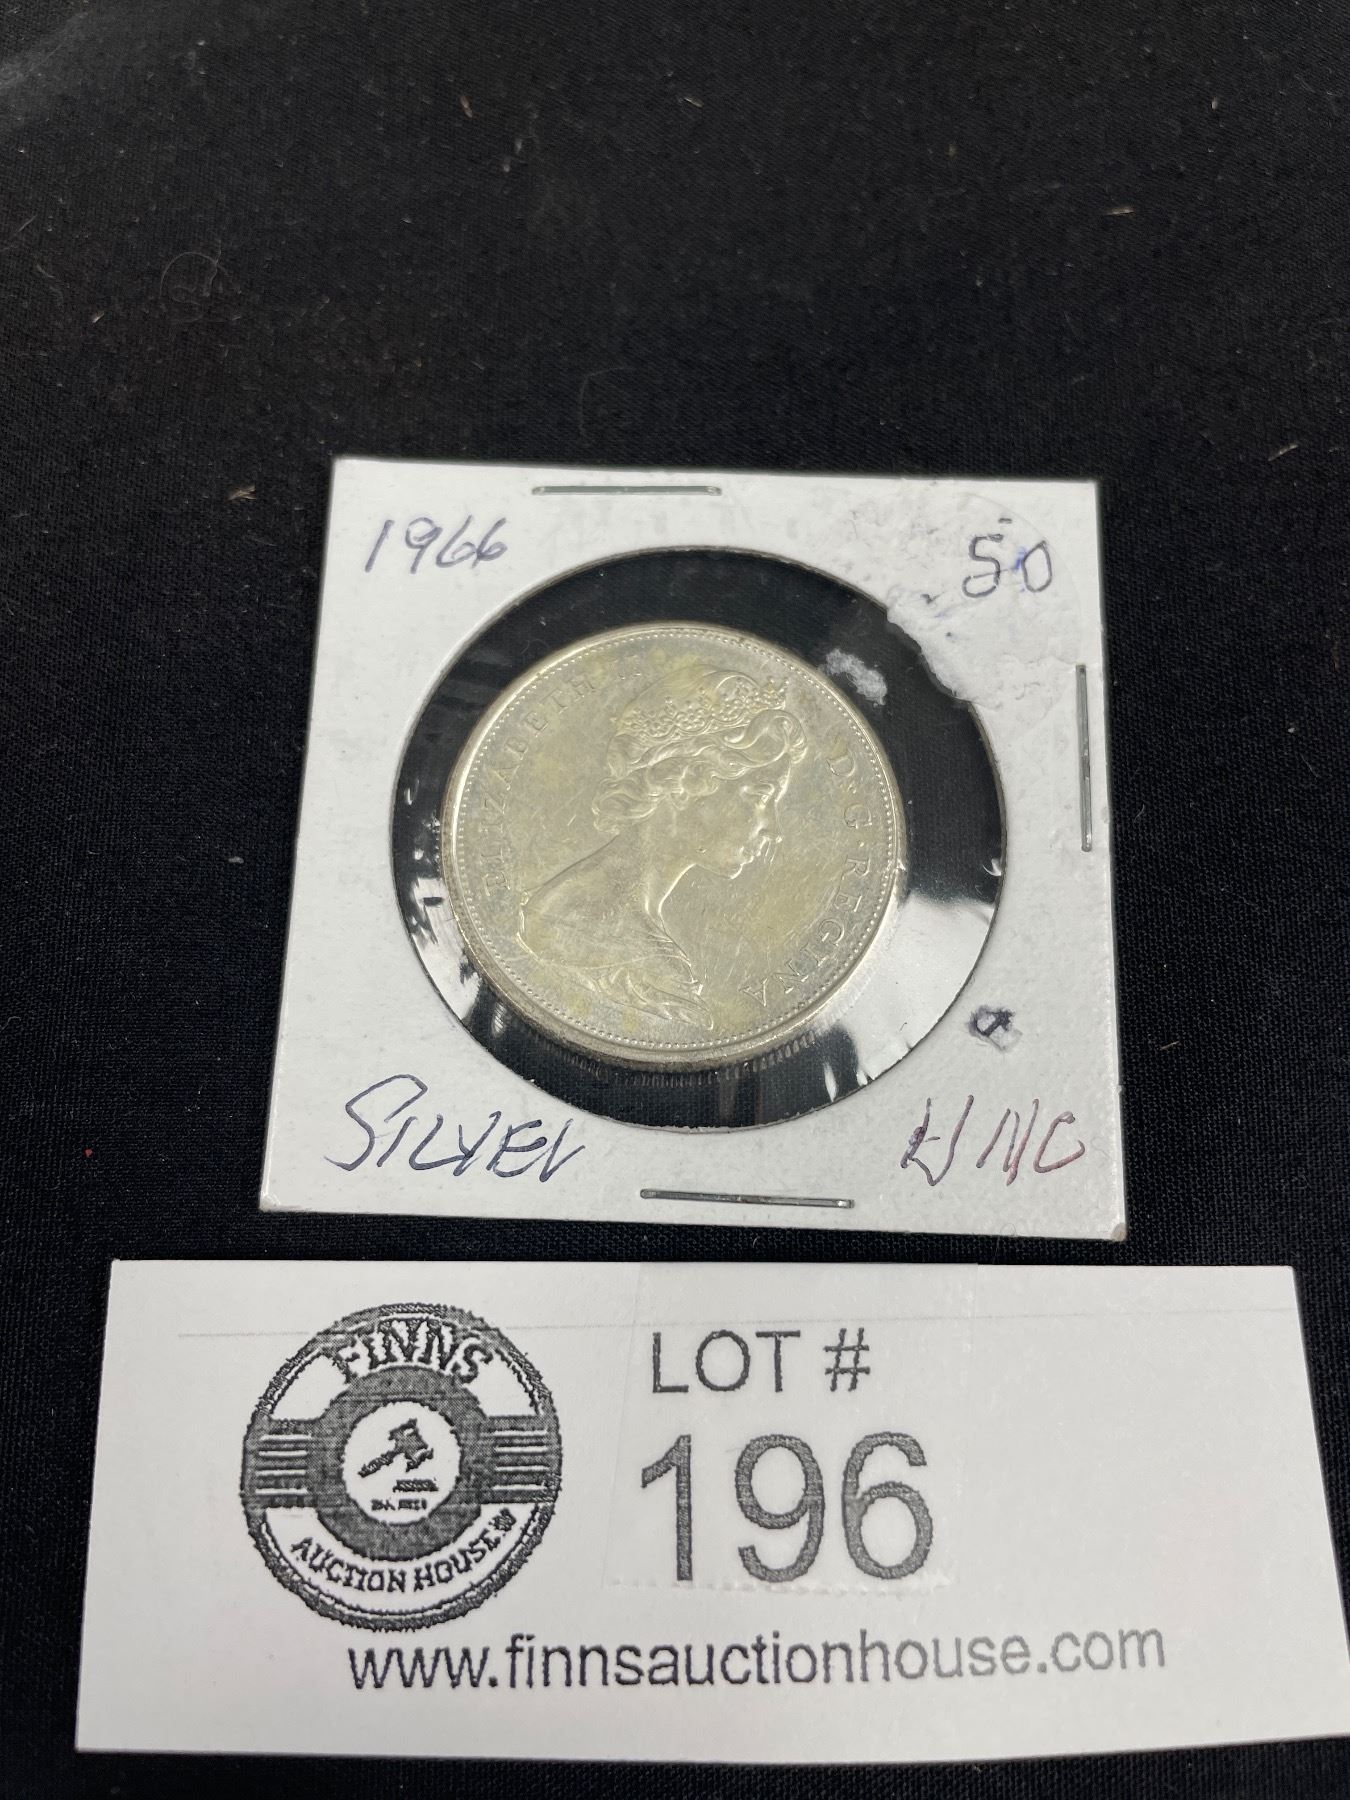 1966
.50
ELIZABETH II D·G·REGINA
SILVER
UNC
FINNS
AUCTION HOUSE
LOT #
196
www.finnsauctionhouse.com